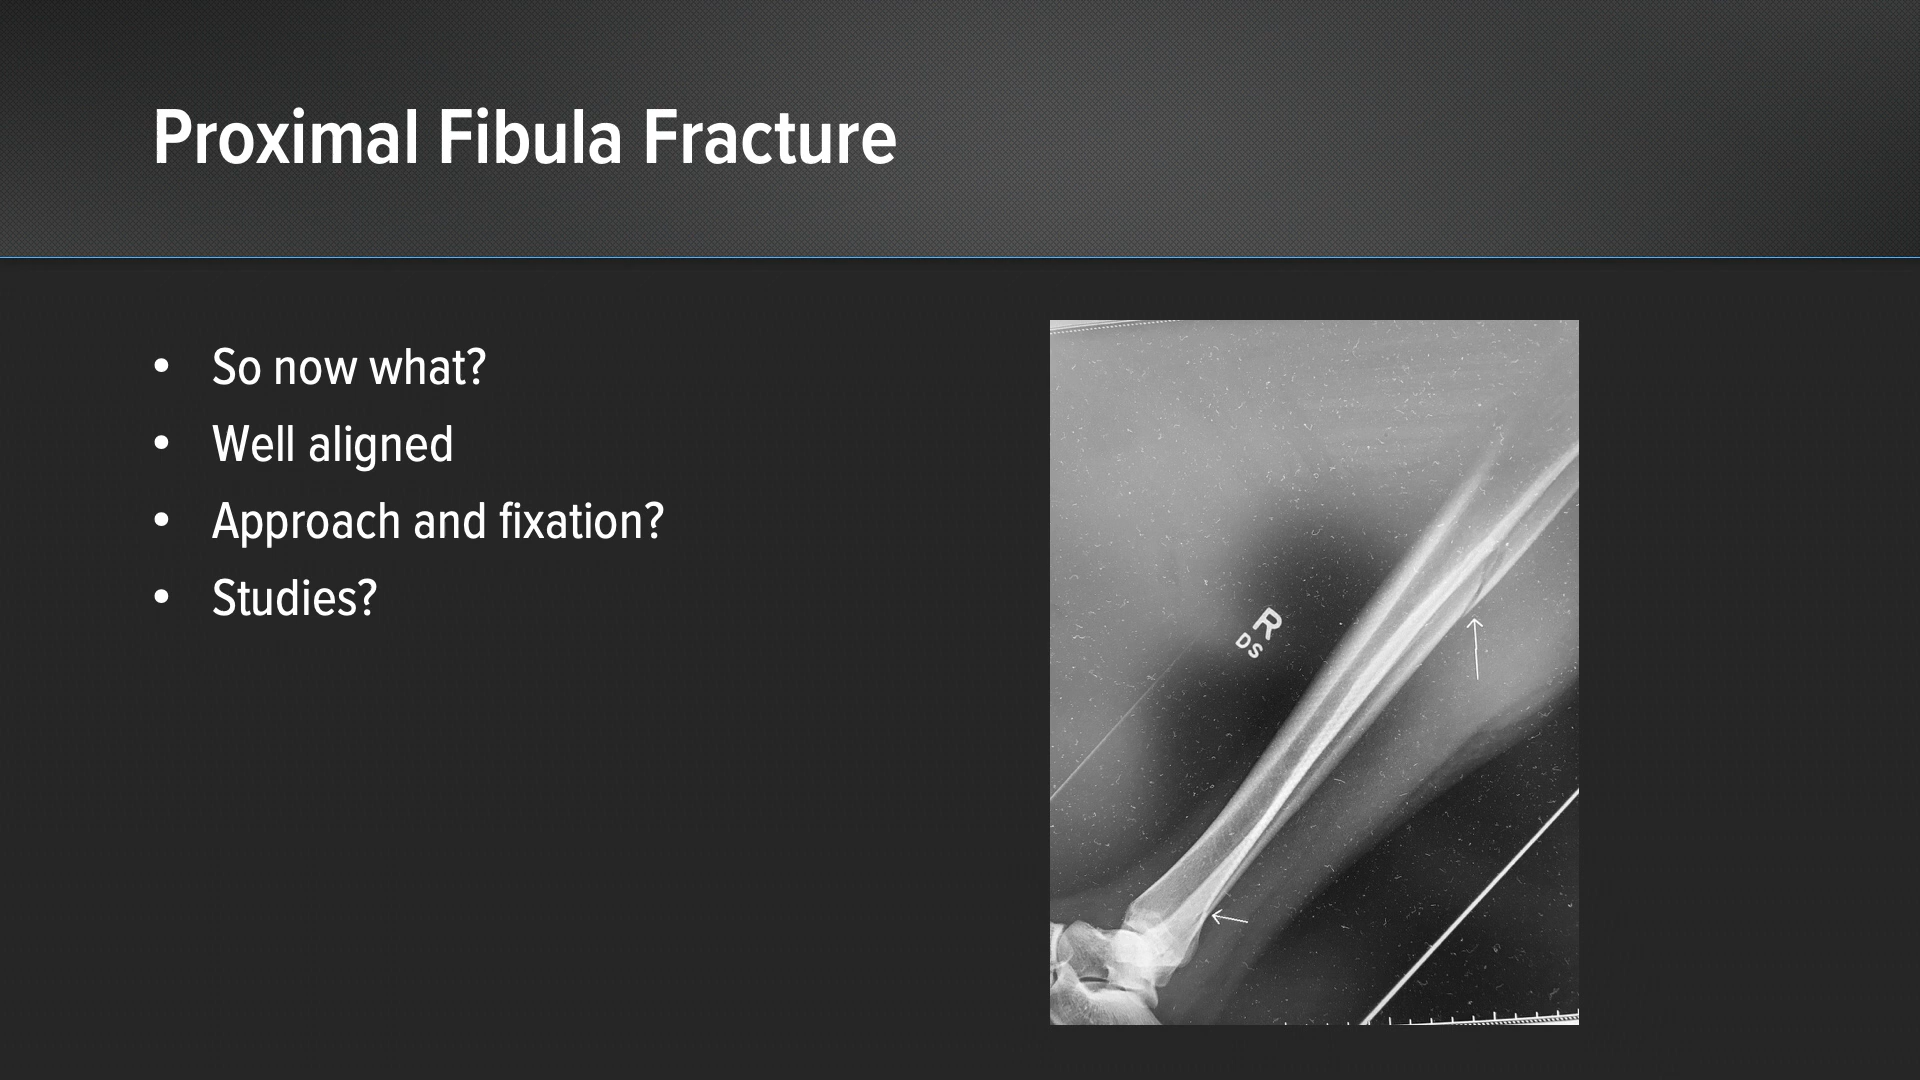 Proximal Fibula Fracture
• So now what?
• Well aligned
• Approach and fixation?
• Studies?
R
DS